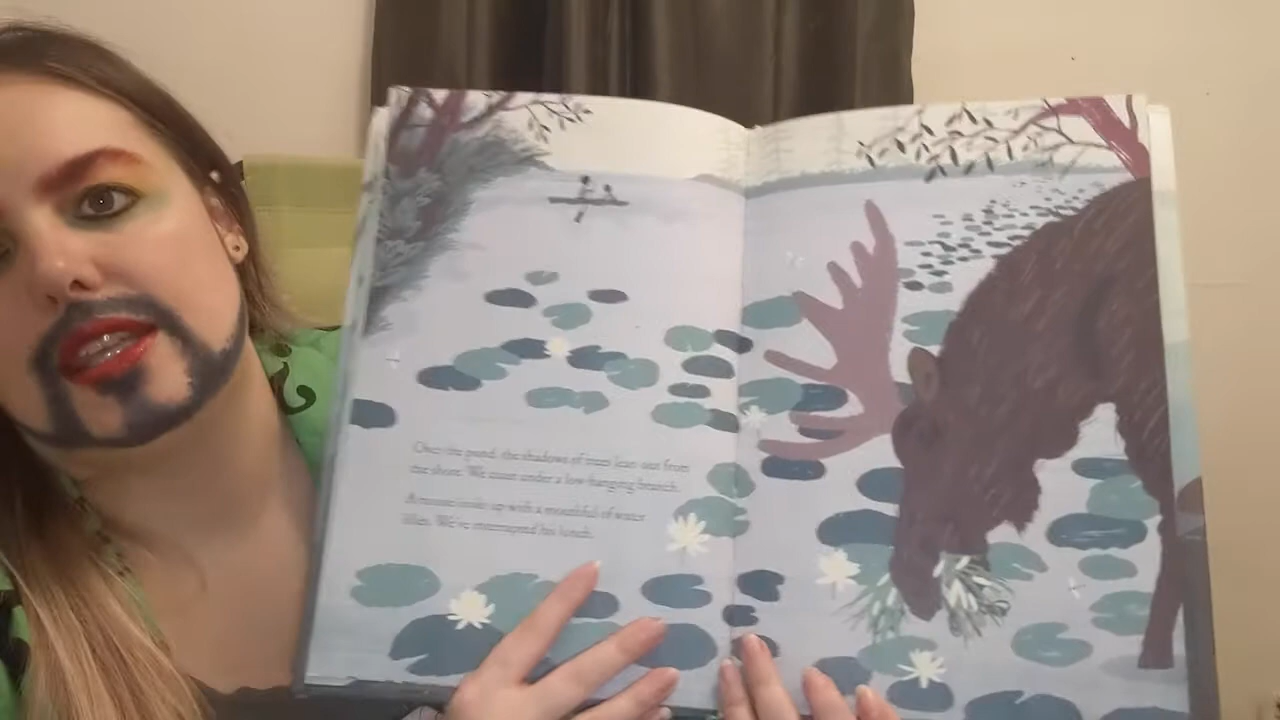 Over the pond, the shadows of trees lean out from
the shore. We coast under a low-hanging branch.
A moose looks up with a mouthful of water
lilies. We've interrupted his lunch.